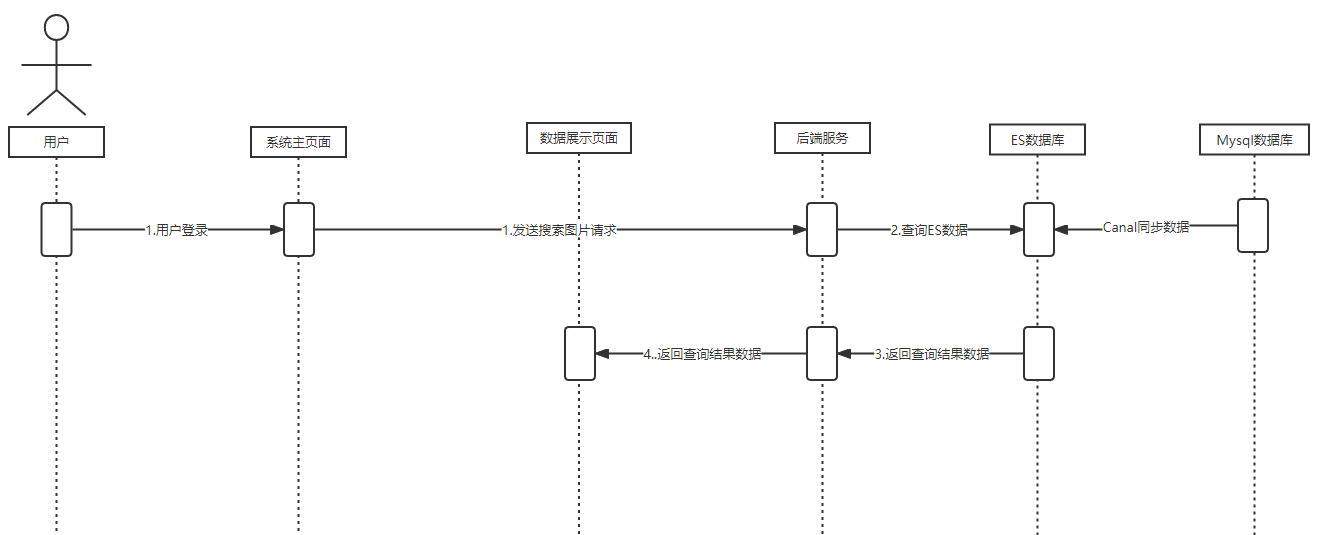 用户
系统主页面
数据展示页面
后端服务
ES数据库
Mysql数据库
1.用户登录
1.发送搜索图片请求
2.查询ES数据
Canal同步数据
4..返回查询结果数据
3.返回查询结果数据